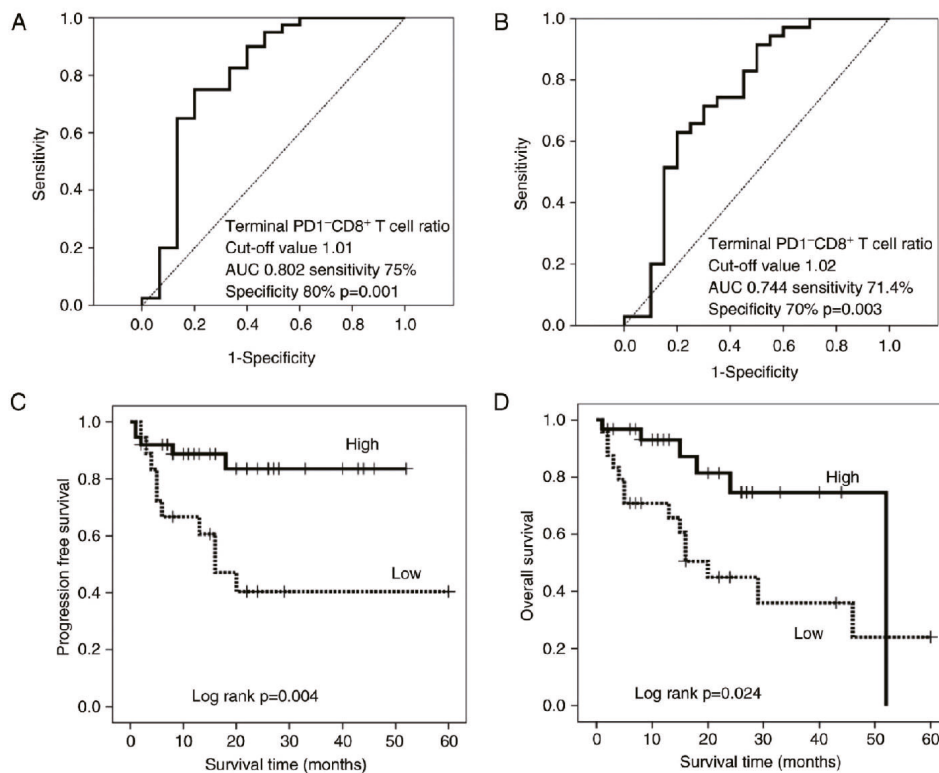 A
1.0
0.8
0.6
0.4
0.2
0.0
Sensitivity
Terminal PD1⁻CD8⁺ T cell ratio
Cut-off value 1.01
AUC 0.802 sensitivity 75%
Specificity 80% p=0.001
0.0 0.2 0.4 0.6 0.8 1.0
1-Specificity
B
1.0
0.8
0.6
0.4
0.2
0.0
Sensitivity
Terminal PD1⁻CD8⁺ T cell ratio
Cut-off value 1.02
AUC 0.744 sensitivity 71.4%
Specificity 70% p=0.003
0.0 0.2 0.4 0.6 0.8 1.0
1-Specificity
C
1.0
0.8
0.6
0.4
0.2
0.0
Progression free survival
High
Low
Log rank p=0.004
0 10 20 30 40 50 60
Survival time (months)
D
1.0
0.8
0.6
0.4
0.2
0.0
Overall survival
High
Low
Log rank p=0.024
0 10 20 30 40 50 60
Survival time (months)